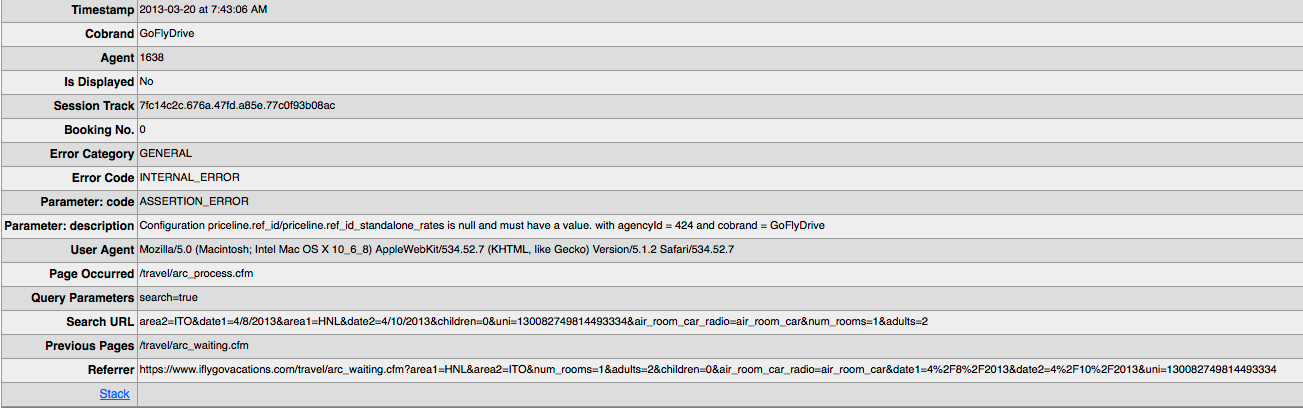 Timestamp 2013-03-20 at 7:43:06 AM
Cobrand GoFlyDrive
Agent 1638
Is Displayed No
Session Track 7fc14c2c.676a.47fd.a85e.77c0f93b08ac
Booking No. 0
Error Category GENERAL
Error Code INTERNAL_ERROR
Parameter: code ASSERTION_ERROR
Parameter: description Configuration priceline.ref_id/priceline.ref_id_standalone_rates is null and must have a value. with agencyId = 424 and cobrand = GoFlyDrive
User Agent Mozilla/5.0 (Macintosh; Intel Mac OS X 10_6_8) AppleWebKit/534.52.7 (KHTML, like Gecko) Version/5.1.2 Safari/534.52.7
Page Occurred /travel/arc_process.cfm
Query Parameters search=true
Search URL area2=ITO&date1=4/8/2013&area1=HNL&date2=4/10/2013&children=0&uni=130082749814493334&air_room_car_radio=air_room_car&num_rooms=1&adults=2
Previous Pages /travel/arc_waiting.cfm
Referrer https://www.iflygovacations.com/travel/arc_waiting.cfm?area1=HNL&area2=ITO&num_rooms=1&adults=2&children=0&air_room_car_radio=air_room_car&date1=4%2F8%2F2013&date2=4%2F10%2F2013&uni=130082749814493334
Stack